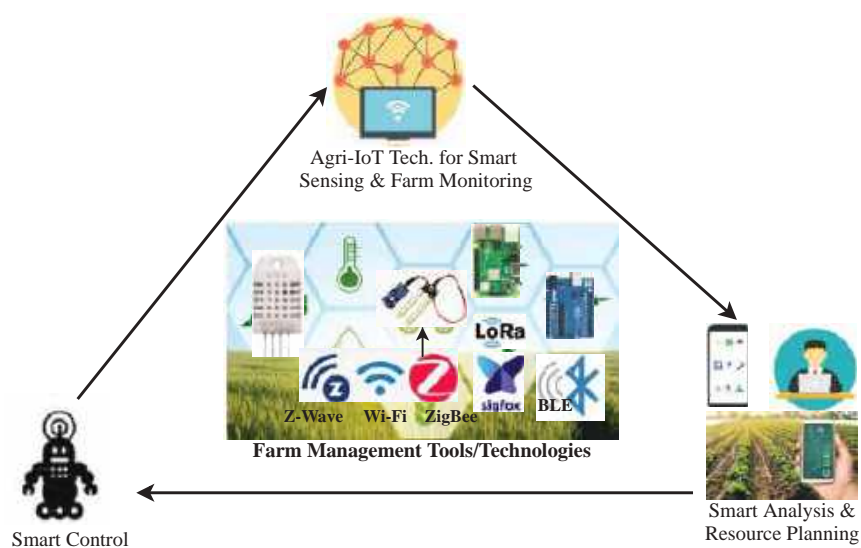 Agri-IoT Tech. for Smart
Sensing & Farm Monitoring
LoRa
Z-Wave
Wi-Fi
ZigBee
sigfox
BLE
Farm Management Tools/Technologies
Smart Control
Smart Analysis &
Resource Planning